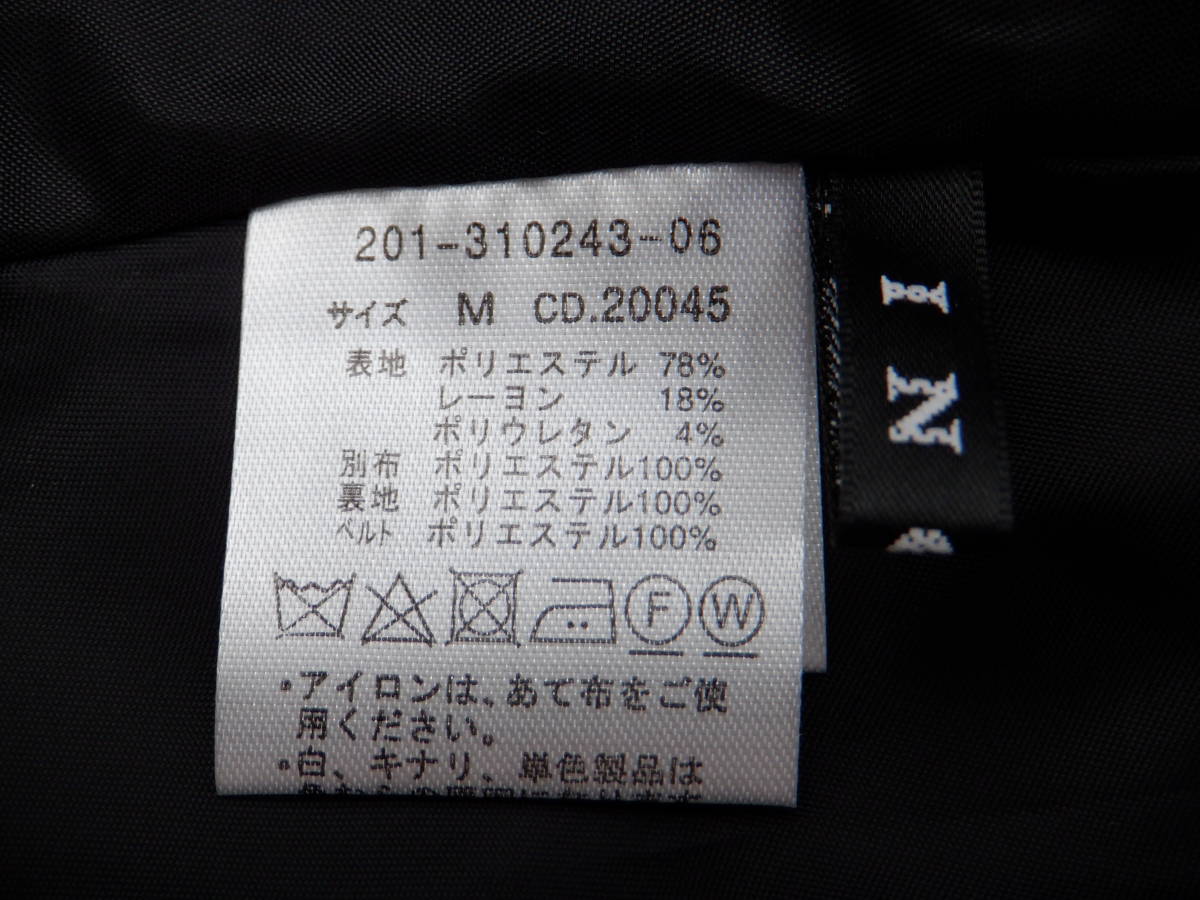 201-310243-06
サイズ M CD.20045
表地 ポリエステル 78%
レーヨン 18%
ポリウレタン 4%
別布 ポリエステル100%
裏地 ポリエステル100%
ベルト ポリエステル100%
F W
・アイロンは、あて布をご使
用ください。
・白、キナリ、単色製品は
I
N